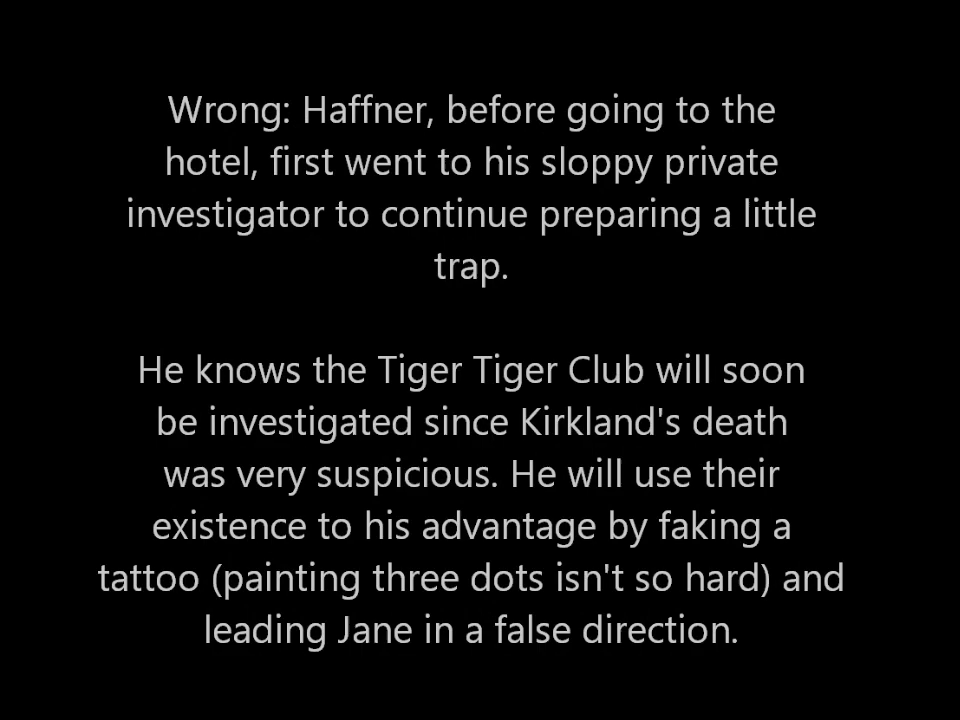 Wrong: Haffner, before going to the
hotel, first went to his sloppy private
investigator to continue preparing a little
trap.
He knows the Tiger Tiger Club will soon
be investigated since Kirkland's death
was very suspicious. He will use their
existence to his advantage by faking a
tattoo (painting three dots isn't so hard) and
leading Jane in a false direction.